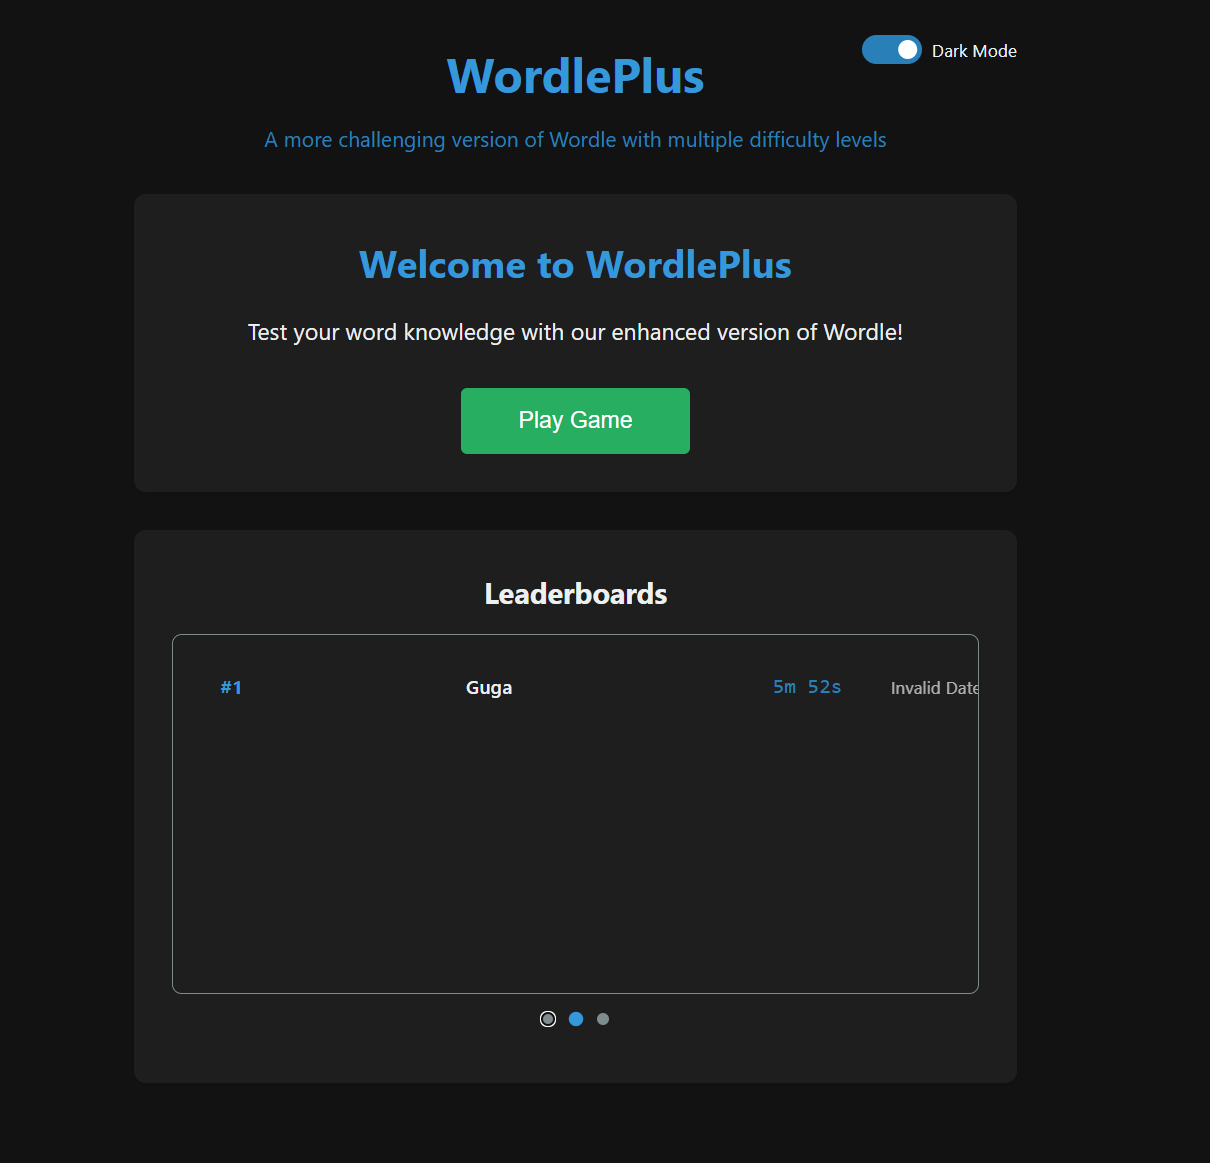 Dark Mode
WordlePlus
A more challenging version of Wordle with multiple difficulty levels
Welcome to WordlePlus
Test your word knowledge with our enhanced version of Wordle!
Play Game
Leaderboards
#1 Guga 5m 52s Invalid Date